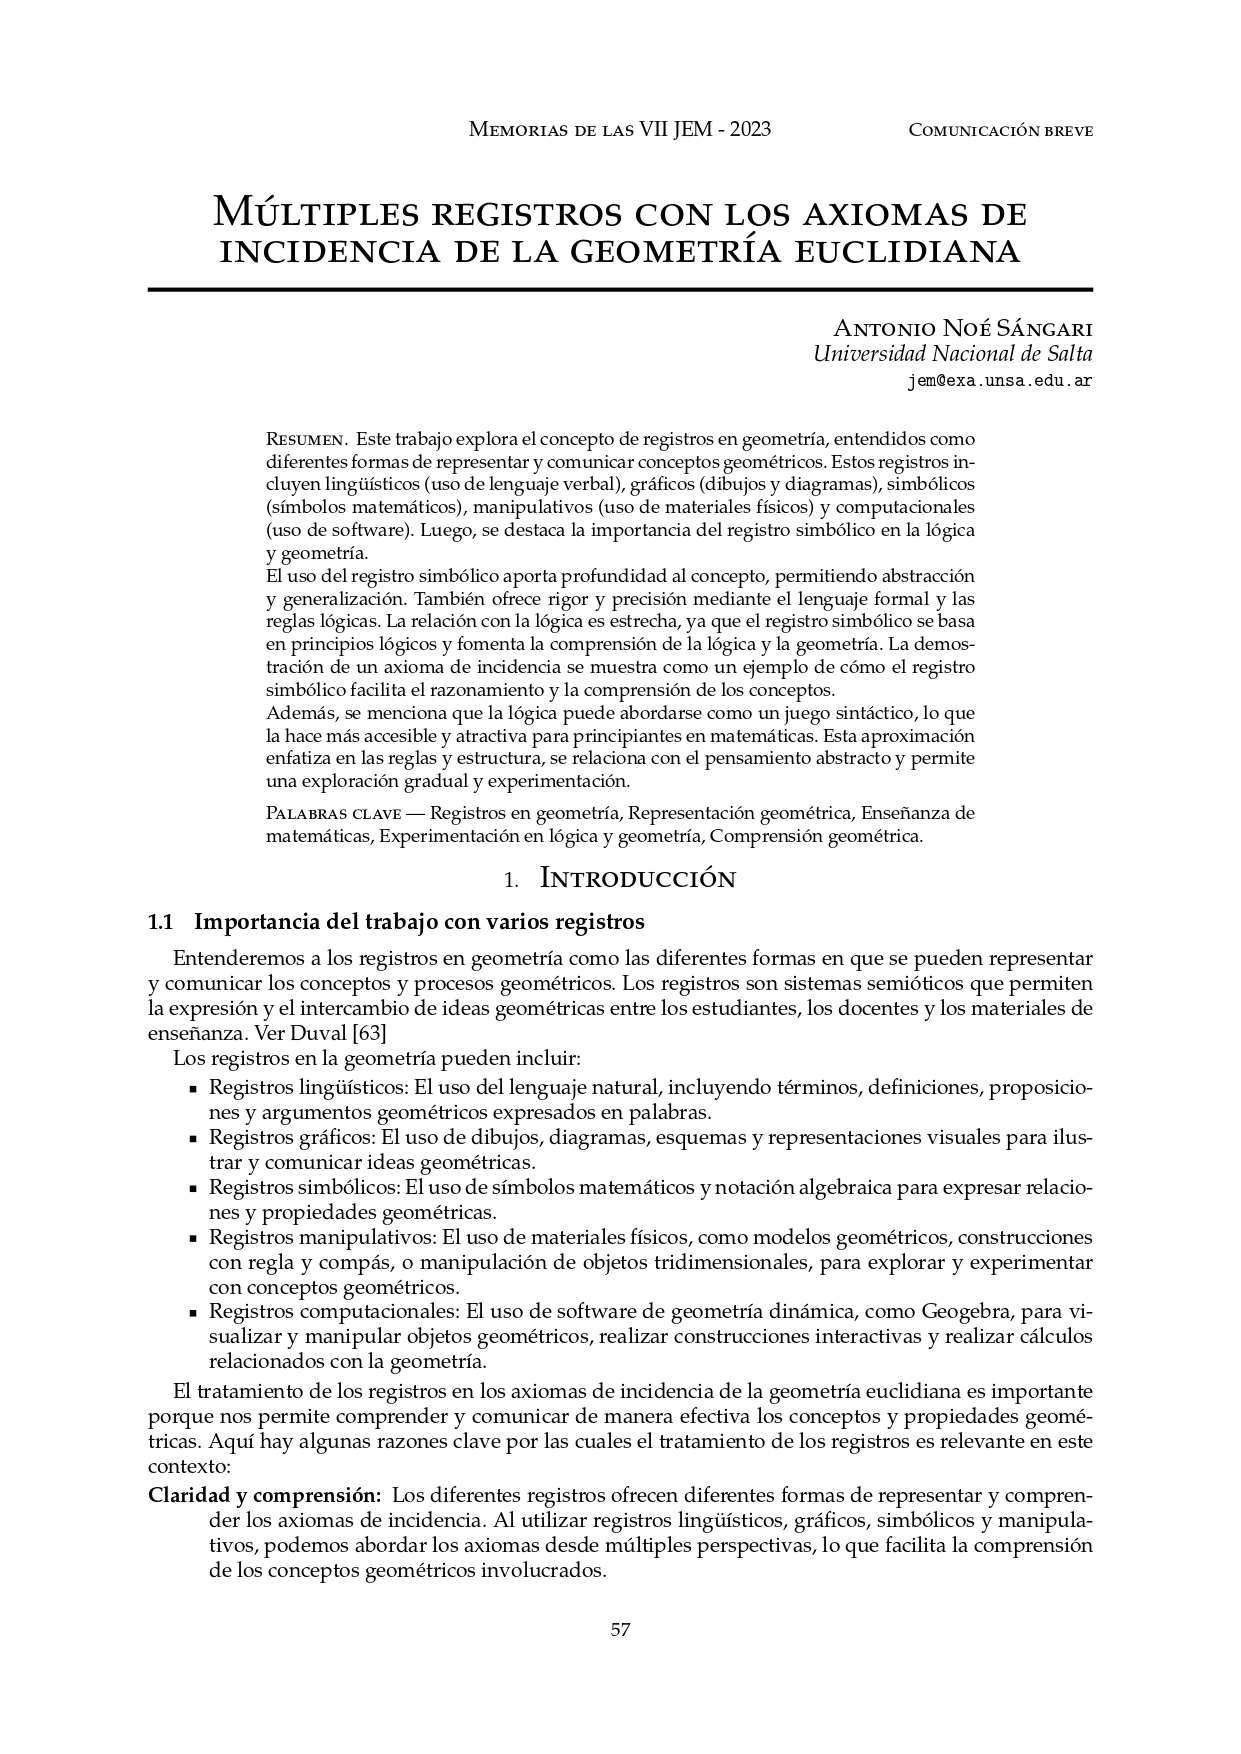 Memorias de las VII JEM - 2023 Comunicación breve
Múltiples registros con los axiomas de
incidencia de la geometría euclidiana
Antonio Noé Sángari
Universidad Nacional de Salta
jem@exa.unsa.edu.ar
Resumen. Este trabajo explora el concepto de registros en geometría, entendidos como
diferentes formas de representar y comunicar conceptos geométricos. Estos registros in-
cluyen lingüísticos (uso de lenguaje verbal), gráficos (dibujos y diagramas), simbólicos
(símbolos matemáticos), manipulativos (uso de materiales físicos) y computacionales
(uso de software). Luego, se destaca la importancia del registro simbólico en la lógica
y geometría.
El uso del registro simbólico aporta profundidad al concepto, permitiendo abstracción
y generalización. También ofrece rigor y precisión mediante el lenguaje formal y las
reglas lógicas. La relación con la lógica es estrecha, ya que el registro simbólico se basa
en principios lógicos y fomenta la comprensión de la lógica y la geometría. La demos-
tración de un axioma de incidencia se muestra como un ejemplo de cómo el registro
simbólico facilita el razonamiento y la comprensión de los conceptos.
Además, se menciona que la lógica puede abordarse como un juego sintáctico, lo que
la hace más accesible y atractiva para principiantes en matemáticas. Esta aproximación
enfatiza en las reglas y estructura, se relaciona con el pensamiento abstracto y permite
una exploración gradual y experimentación.
Palabras clave — Registros en geometría, Representación geométrica, Enseñanza de
matemáticas, Experimentación en lógica y geometría, Comprensión geométrica.
1. Introducción
1.1 Importancia del trabajo con varios registros
Entenderemos a los registros en geometría como las diferentes formas en que se pueden representar
y comunicar los conceptos y procesos geométricos. Los registros son sistemas semióticos que permiten
la expresión y el intercambio de ideas geométricas entre los estudiantes, los docentes y los materiales de
enseñanza. Ver Duval [63]
Los registros en la geometría pueden incluir:
▪ Registros lingüísticos: El uso del lenguaje natural, incluyendo términos, definiciones, proposicio-
nes y argumentos geométricos expresados en palabras.
▪ Registros gráficos: El uso de dibujos, diagramas, esquemas y representaciones visuales para ilus-
trar y comunicar ideas geométricas.
▪ Registros simbólicos: El uso de símbolos matemáticos y notación algebraica para expresar relacio-
nes y propiedades geométricas.
▪ Registros manipulativos: El uso de materiales físicos, como modelos geométricos, construcciones
con regla y compás, o manipulación de objetos tridimensionales, para explorar y experimentar
con conceptos geométricos.
▪ Registros computacionales: El uso de software de geometría dinámica, como Geogebra, para vi-
sualizar y manipular objetos geométricos, realizar construcciones interactivas y realizar cálculos
relacionados con la geometría.
El tratamiento de los registros en los axiomas de incidencia de la geometría euclidiana es importante
porque nos permite comprender y comunicar de manera efectiva los conceptos y propiedades geomé-
tricas. Aquí hay algunas razones clave por las cuales el tratamiento de los registros es relevante en este
contexto:
Claridad y comprensión: Los diferentes registros ofrecen diferentes formas de representar y compren-
der los axiomas de incidencia. Al utilizar registros lingüísticos, gráficos, simbólicos y manipula-
tivos, podemos abordar los axiomas desde múltiples perspectivas, lo que facilita la comprensión
de los conceptos geométricos involucrados.
57